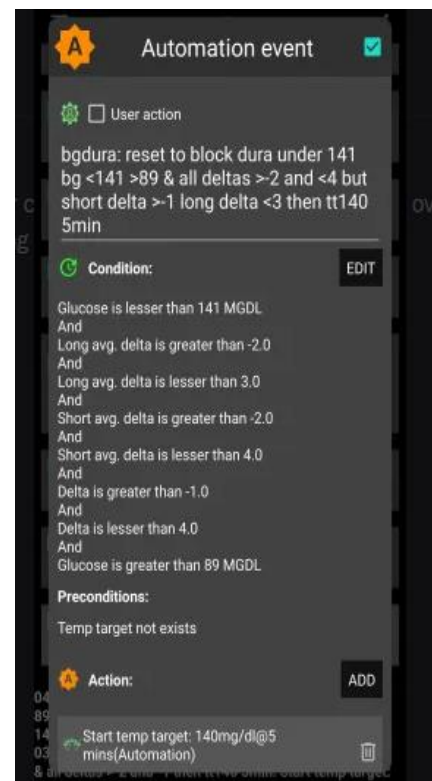 A
Automation event
User action
bgdura: reset to block dura under 141
bg <141 >89 & all deltas >-2 and <4 but
short delta >-1 long delta <3 then tt140
5min
Condition:
EDIT
Glucose is lesser than 141 MGDL
And
Long avg. delta is greater than -2.0
And
Long avg. delta is lesser than 3.0
And
Short avg. delta is greater than -2.0
And
Short avg. delta is lesser than 4.0
And
Delta is greater than -1.0
And
Delta is lesser than 4.0
And
Glucose is greater than 89 MGDL
Preconditions:
Temp target not exists
A
Action:
ADD
Start temp target: 140mg/dl@5
mins(Automation)